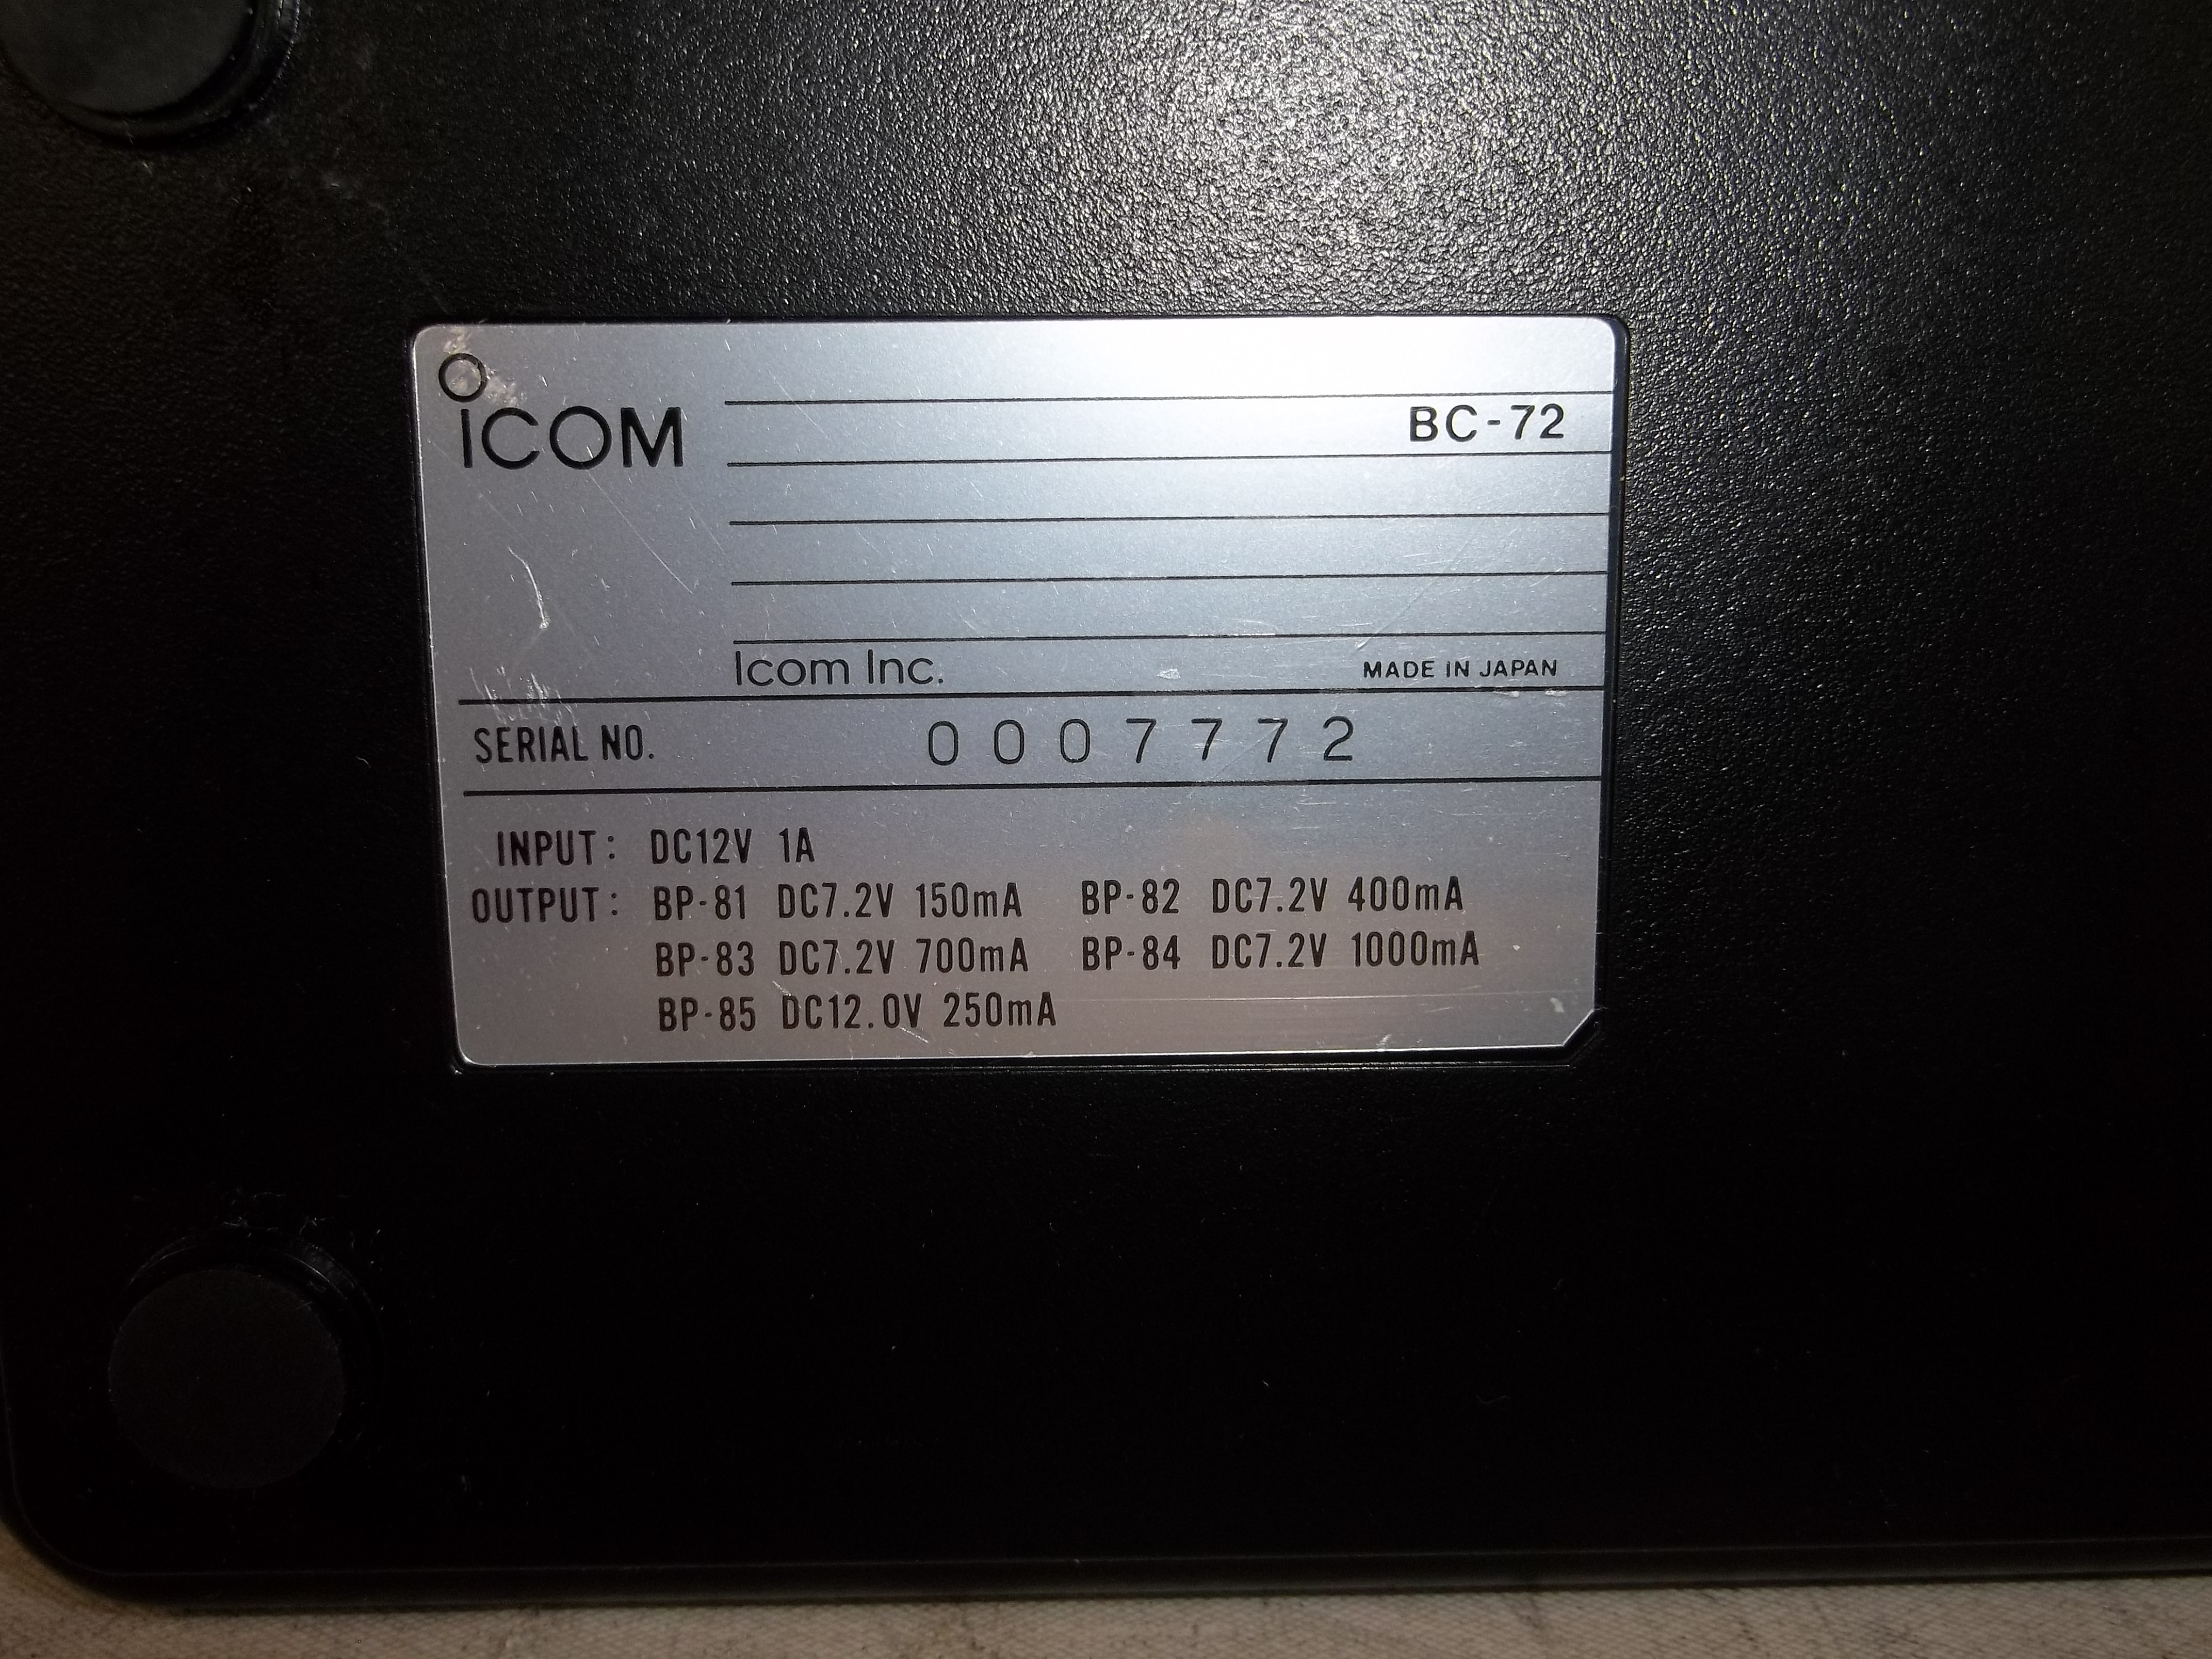 ICOM
BC-72
Icom Inc. MADE IN JAPAN
SERIAL NO. 0007772
INPUT: DC12V 1A
OUTPUT: BP-81 DC7.2V 150mA BP-82 DC7.2V 400mA
BP-83 DC7.2V 700mA BP-84 DC7.2V 1000mA
BP-85 DC12.0V 250mA